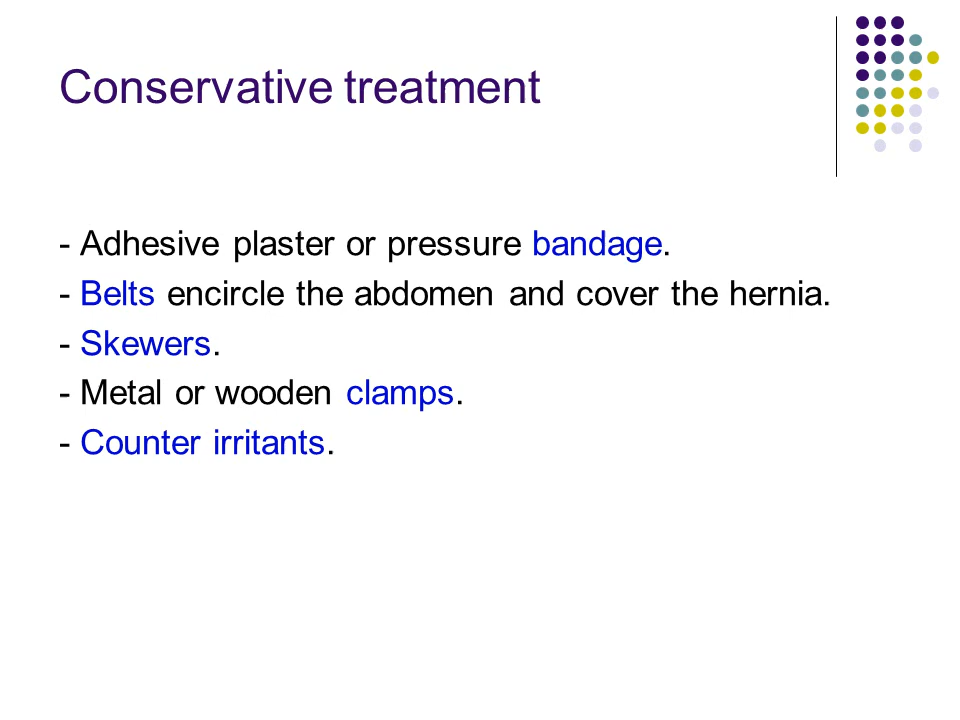 Conservative treatment
- Adhesive plaster or pressure bandage.
- Belts encircle the abdomen and cover the hernia.
- Skewers.
- Metal or wooden clamps.
- Counter irritants.